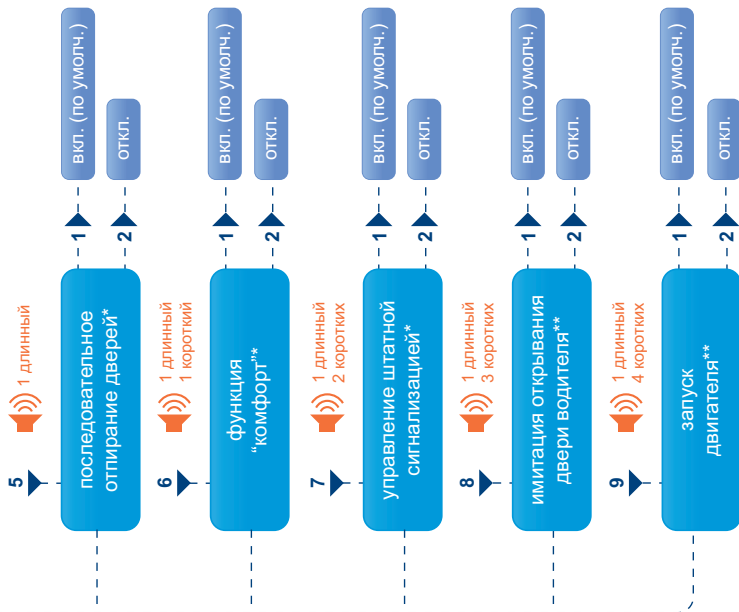 5
1 длинный
последовательное
отпирание дверей*
1
вкл. (по умолч.)
2
откл.
6
1 длинный
1 короткий
функция
“комфорт”*
1
вкл. (по умолч.)
2
откл.
7
1 длинный
2 коротких
управление штатной
сигнализацией*
1
вкл. (по умолч.)
2
откл.
8
1 длинный
3 коротких
имитация открывания
двери водителя**
1
вкл. (по умолч.)
2
откл.
9
1 длинный
4 коротких
запуск
двигателя**
1
вкл. (по умолч.)
2
откл.